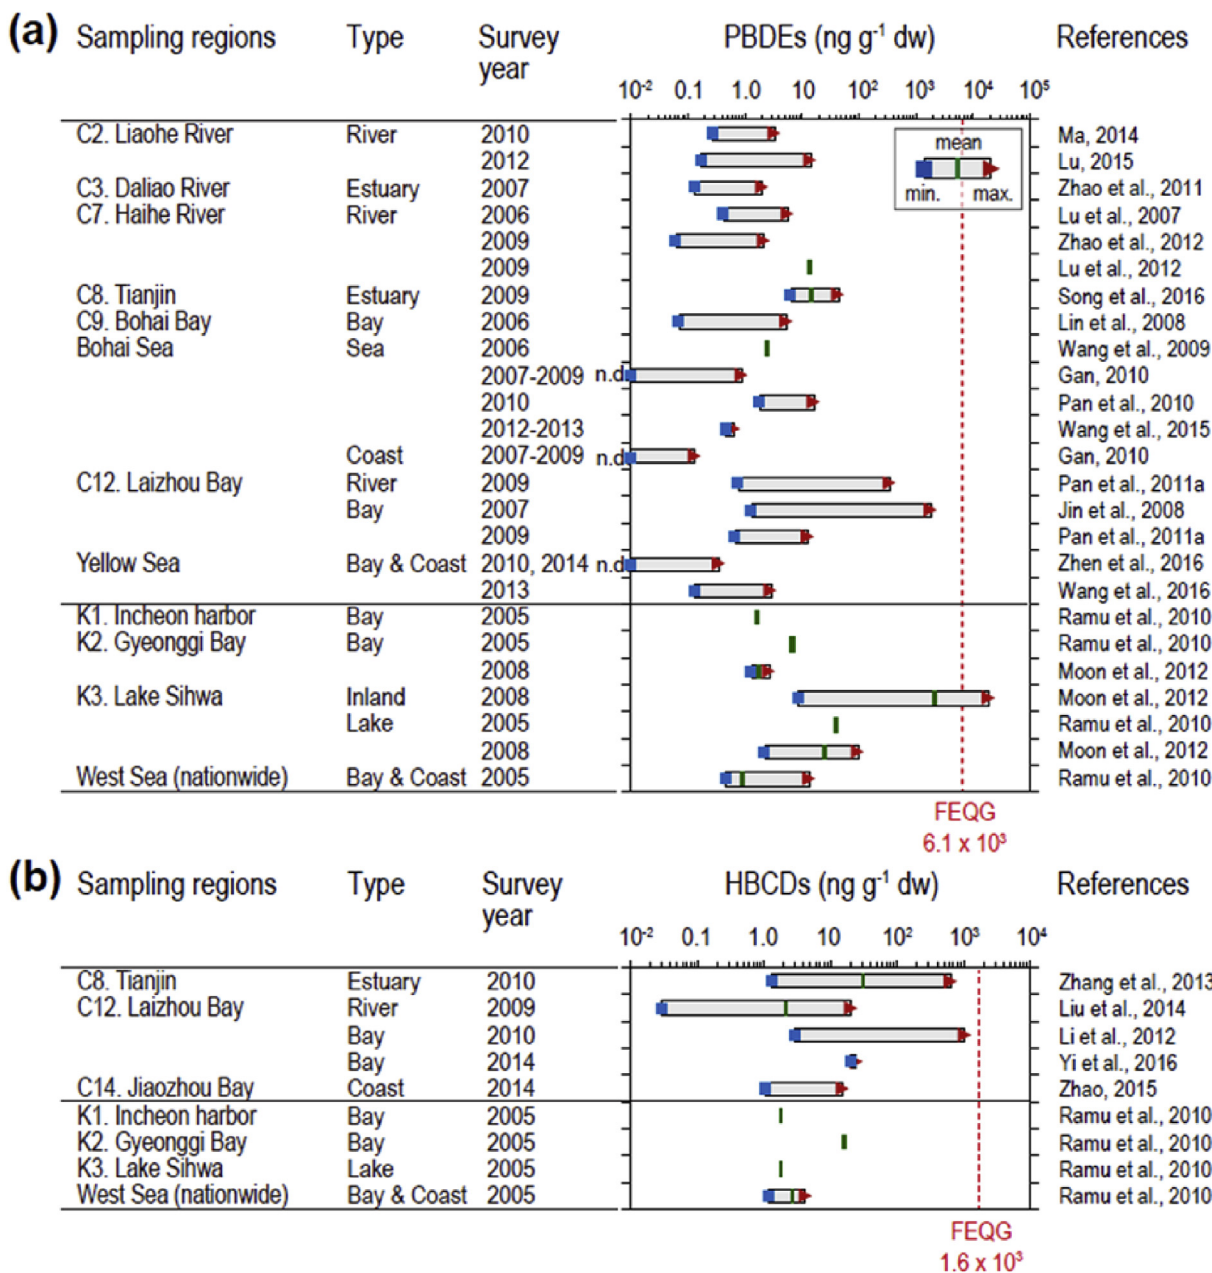 (a) Sampling regions Type Survey year PBDEs (ng g⁻¹ dw) References
10⁻² 0.1 1.0 10 10² 10³ 10⁴ 10⁵
C2. Liaohe River River 2010 Ma, 2014
mean
min. max.
2012 Lu, 2015
C3. Daliao River Estuary 2007 Zhao et al., 2011
C7. Haihe River River 2006 Lu et al., 2007
2009 Zhao et al., 2012
2009 Lu et al., 2012
C8. Tianjin Estuary 2009 Song et al., 2016
C9. Bohai Bay Bay 2006 Lin et al., 2008
Bohai Sea Sea 2006 Wang et al., 2009
2007-2009 n.d Gan, 2010
2010 Pan et al., 2010
2012-2013 Wang et al., 2015
Coast 2007-2009 n.d Gan, 2010
C12. Laizhou Bay River 2009 Pan et al., 2011a
Bay 2007 Jin et al., 2008
2009 Pan et al., 2011a
Yellow Sea Bay & Coast 2010, 2014 n.d Zhen et al., 2016
2013 Wang et al., 2016
K1. Incheon harbor Bay 2005 Ramu et al., 2010
K2. Gyeonggi Bay Bay 2005 Ramu et al., 2010
2008 Moon et al., 2012
K3. Lake Sihwa Inland 2008 Moon et al., 2012
Lake 2005 Ramu et al., 2010
2008 Moon et al., 2012
West Sea (nationwide) Bay & Coast 2005 Ramu et al., 2010
FEQG
6.1 x 10³
(b) Sampling regions Type Survey year HBCDs (ng g⁻¹ dw) References
10⁻² 0.1 1.0 10 10² 10³ 10⁴
C8. Tianjin Estuary 2010 Zhang et al., 2013
C12. Laizhou Bay River 2009 Liu et al., 2014
Bay 2010 Li et al., 2012
Bay 2014 Yi et al., 2016
C14. Jiaozhou Bay Coast 2014 Zhao, 2015
K1. Incheon harbor Bay 2005 Ramu et al., 2010
K2. Gyeonggi Bay Bay 2005 Ramu et al., 2010
K3. Lake Sihwa Lake 2005 Ramu et al., 2010
West Sea (nationwide) Bay & Coast 2005 Ramu et al., 2010
FEQG
1.6 x 10³